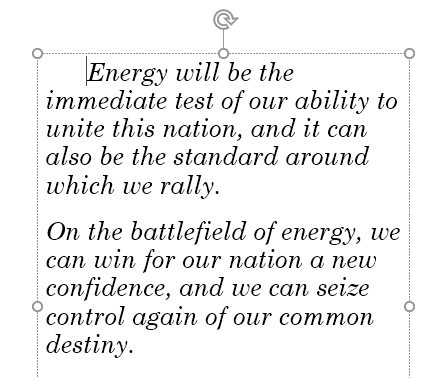 Energy will be the
immediate test of our ability to
unite this nation, and it can
also be the standard around
which we rally.
On the battlefield of energy, we
can win for our nation a new
confidence, and we can seize
control again of our common
destiny.